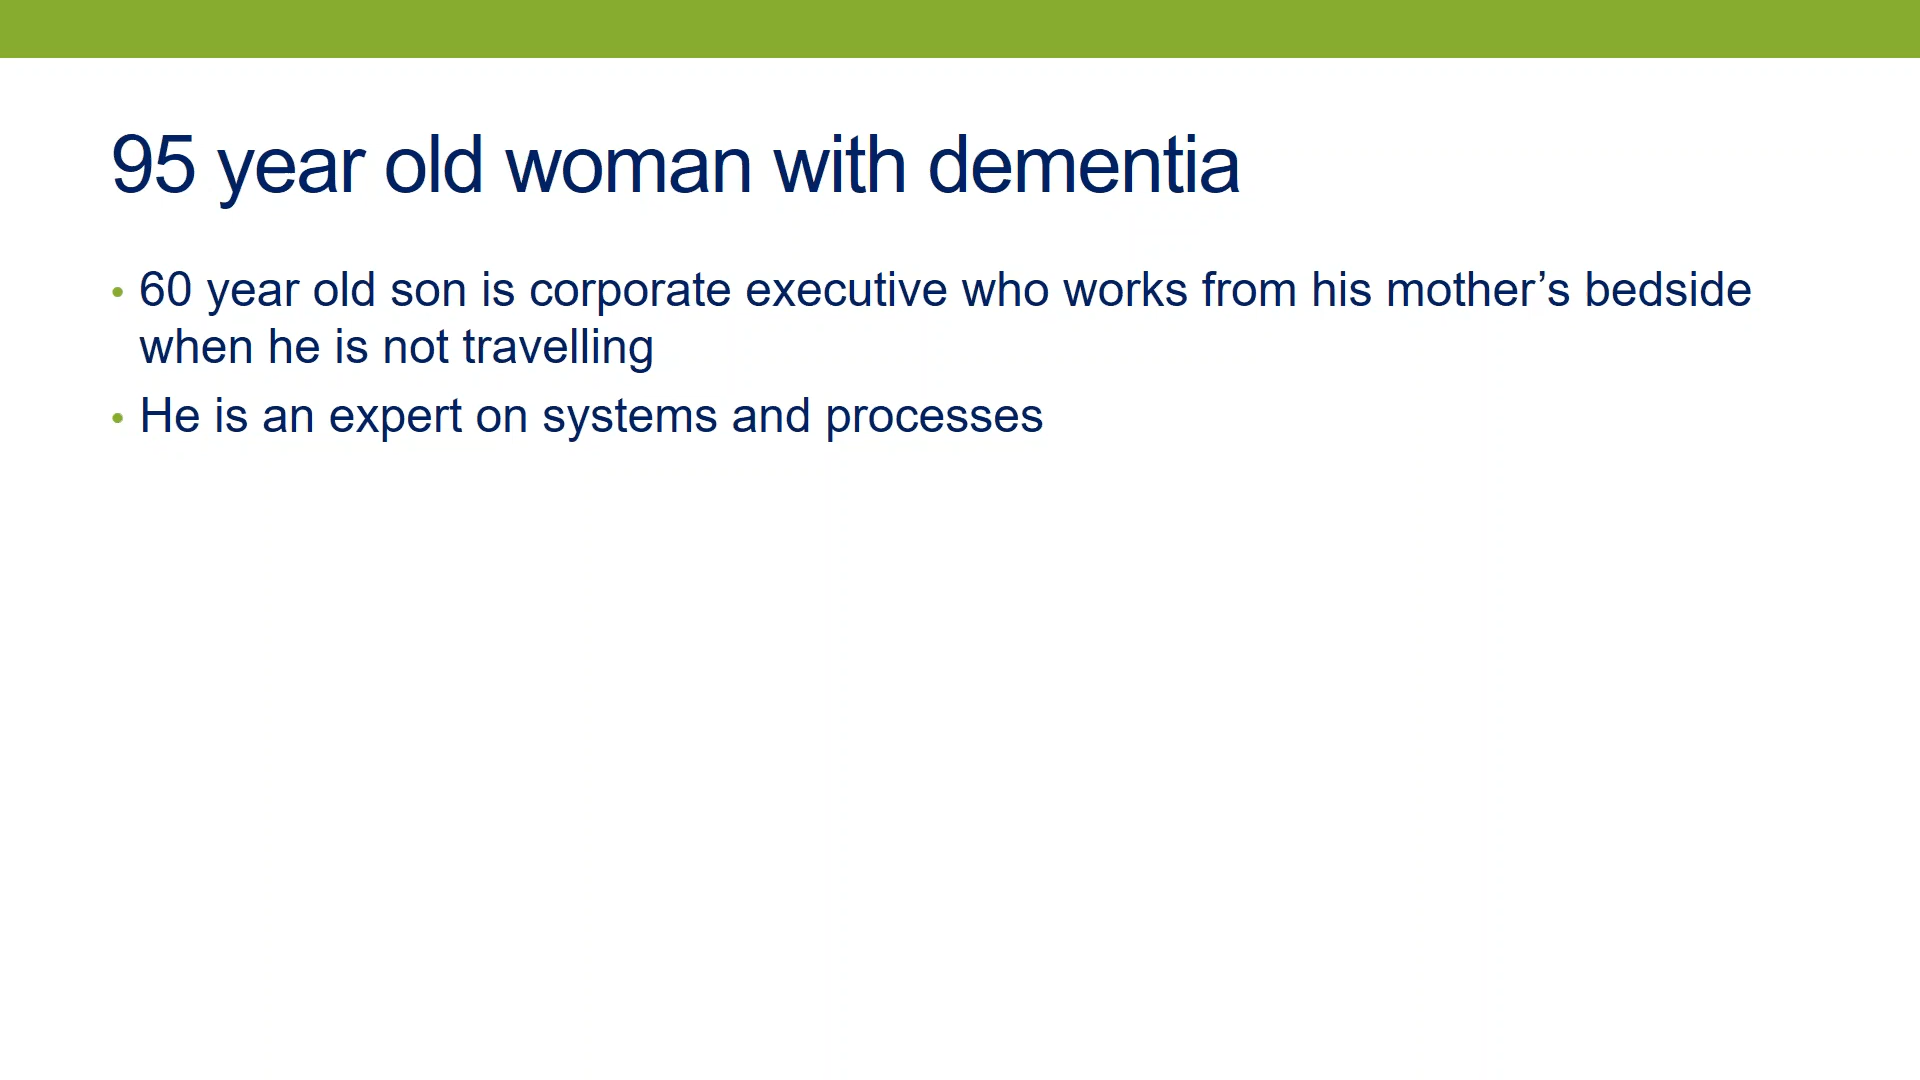 95 year old woman with dementia
• 60 year old son is corporate executive who works from his mother’s bedside
when he is not travelling
• He is an expert on systems and processes